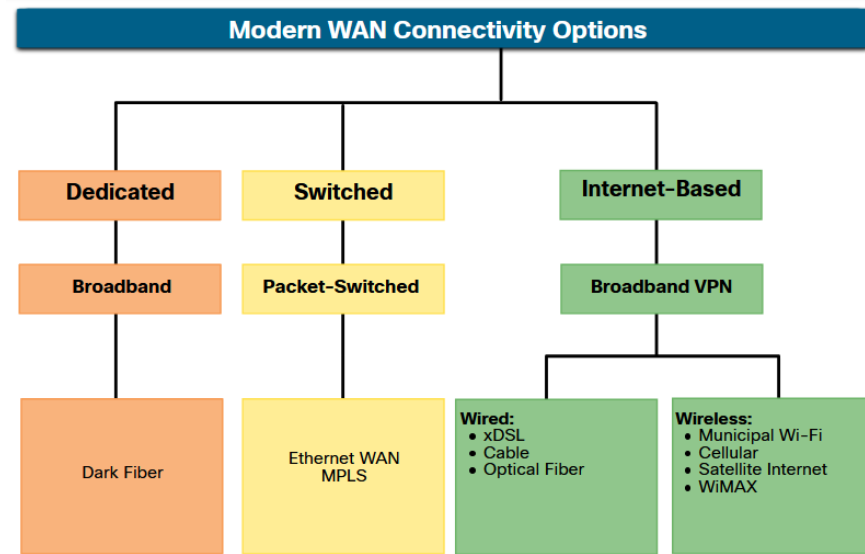 Modern WAN Connectivity Options
Dedicated
Switched
Internet-Based
Broadband
Packet-Switched
Broadband VPN
Dark Fiber
Ethernet WAN
MPLS
Wired:
• xDSL
• Cable
• Optical Fiber
Wireless:
• Municipal Wi-Fi
• Cellular
• Satellite Internet
• WiMAX